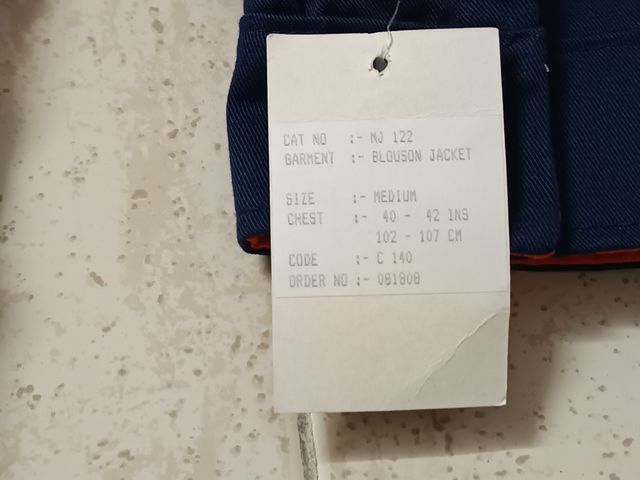 CAT NO :- MJ 122
GARMENT :- BLOUSON JACKET
SIZE :- MEDIUM
CHEST :- 40 - 42 INS
102 - 107 CM
CODE :- C 140
ORDER NO :- 081808